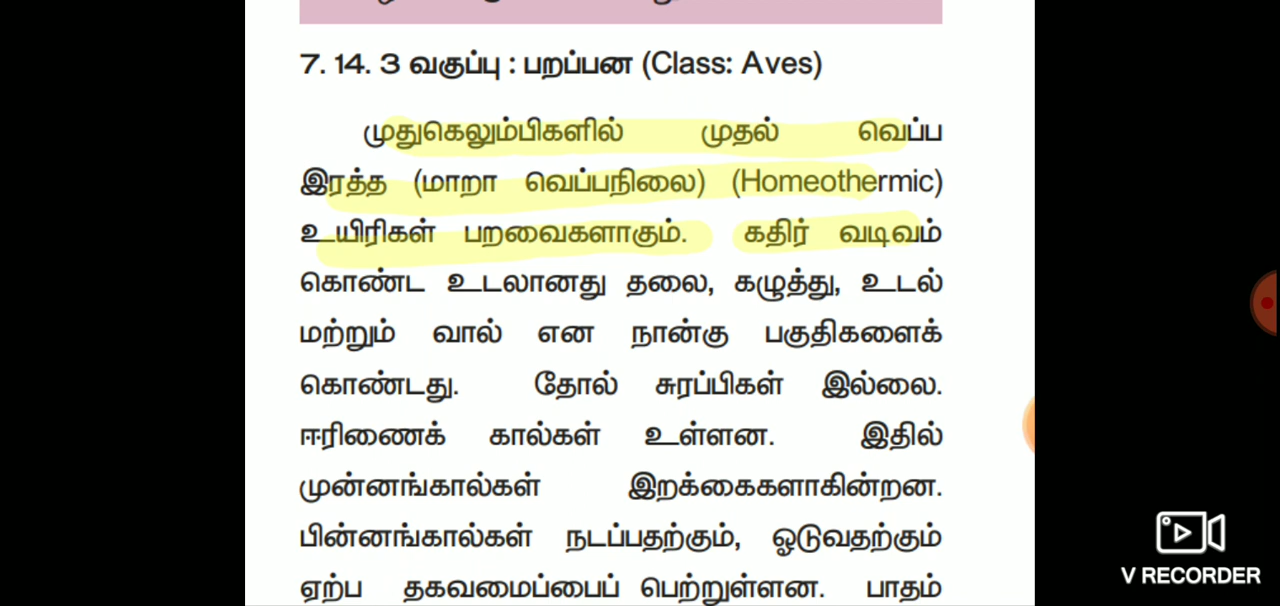 7. 14. 3 வகுப்பு : பறப்பன (Class: Aves)
முதுகெலும்பிகளில் முதல் வெப்ப
இரத்த (மாறா வெப்பநிலை) (Homeothermic)
உயிரிகள் பறவைகளாகும். கதிர் வடிவம்
கொண்ட உடலானது தலை, கழுத்து, உடல்
மற்றும் வால் என நான்கு பகுதிகளைக்
கொண்டது. தோல் சுரப்பிகள் இல்லை.
ஈரிணைக் கால்கள் உள்ளன. இதில்
முன்னங்கால்கள் இறக்கைகளாகின்றன.
பின்னங்கால்கள் நடப்பதற்கும், ஓடுவதற்கும்
ஏற்ப தகவமைப்பைப் பெற்றுள்ளன. பாதம்
V RECORDER